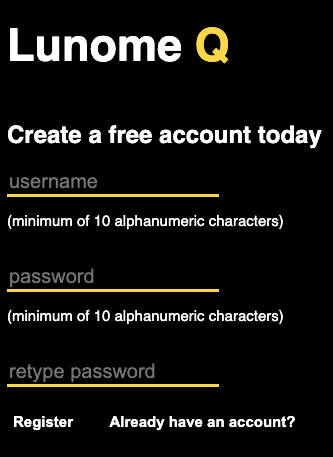 Lunome Q
Create a free account today
username
(minimum of 10 alphanumeric characters)
password
(minimum of 10 alphanumeric characters)
retype password
Register Already have an account?